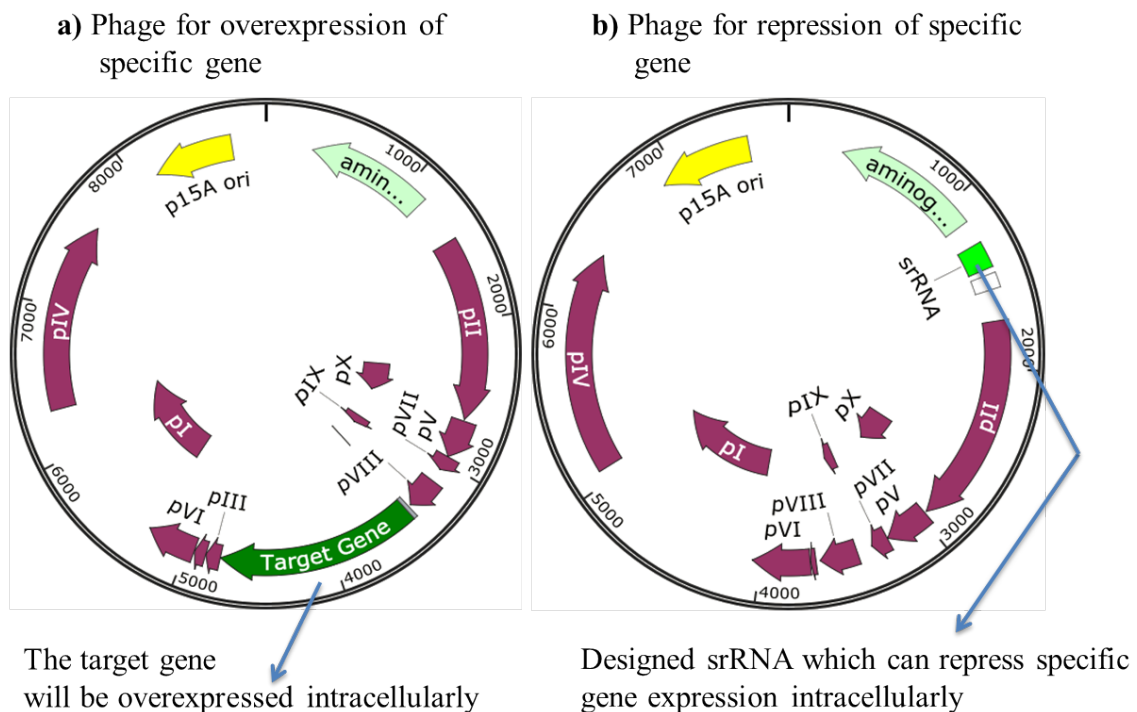 a) Phage for overexpression of
specific gene
b) Phage for repression of specific
gene
8000
p15A ori
amin...
1000
pIV
7000
pII
2000
pIX
pX
pVII
pV
3000
pI
pVIII
6000
pVI
pIII
Target Gene
5000
4000
7000
p15A ori
aminog...
1000
srRNA
6000
pIV
2000
pII
pIX
pX
pI
pVII
pV
3000
5000
pVIII
pVI
4000
The target gene
will be overexpressed intracellularly
Designed srRNA which can repress specific
gene expression intracellularly